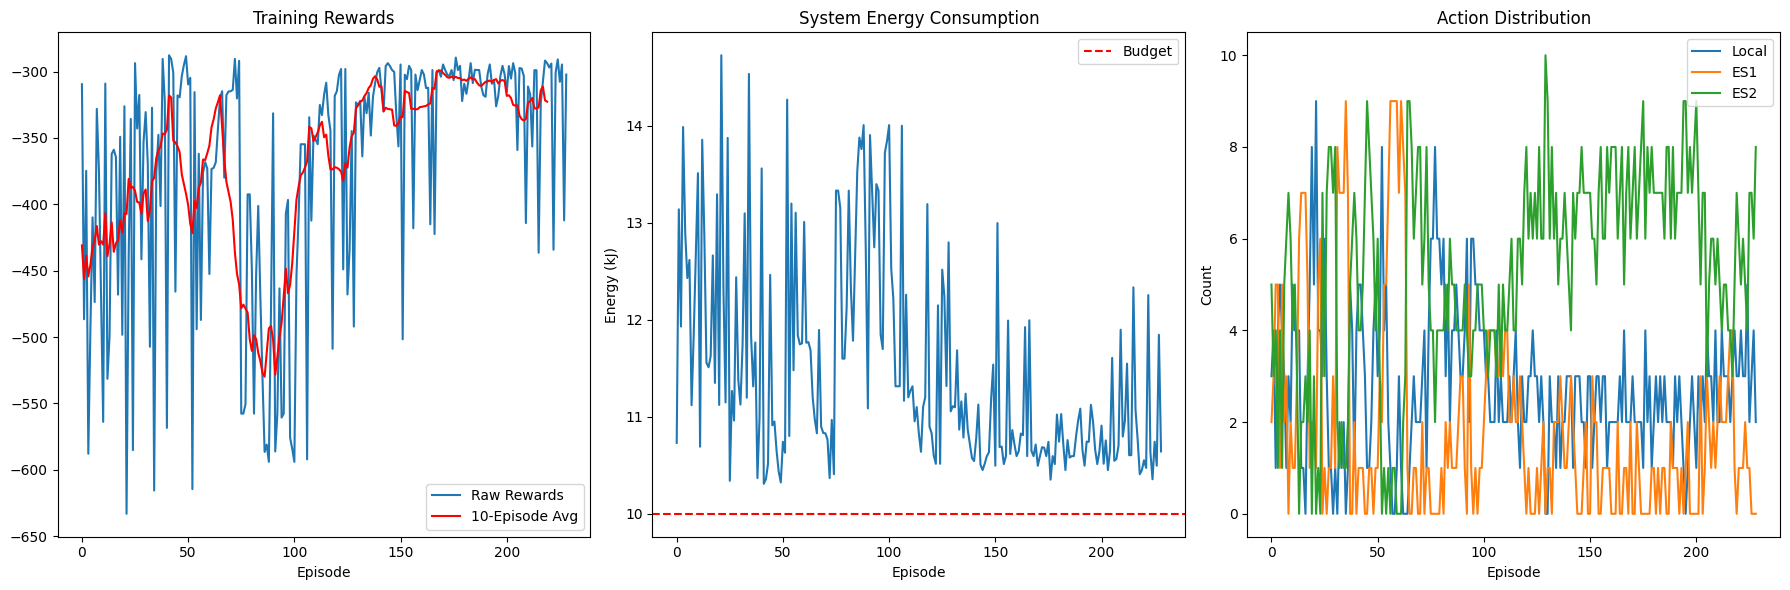 Training Rewards
−300
−350
−400
−450
−500
−550
−600
−650
0
50
100
150
200
Episode
Raw Rewards
10-Episode Avg
System Energy Consumption
Energy (kJ)
14
13
12
11
10
0
50
100
150
200
Episode
Budget
Action Distribution
Count
10
8
6
4
2
0
0
50
100
150
200
Episode
Local
ES1
ES2